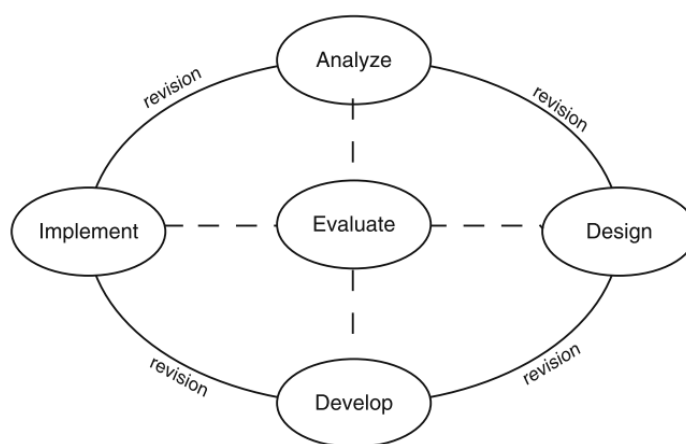 Analyze
revision
revision
Implement
Evaluate
Design
revision
revision
Develop